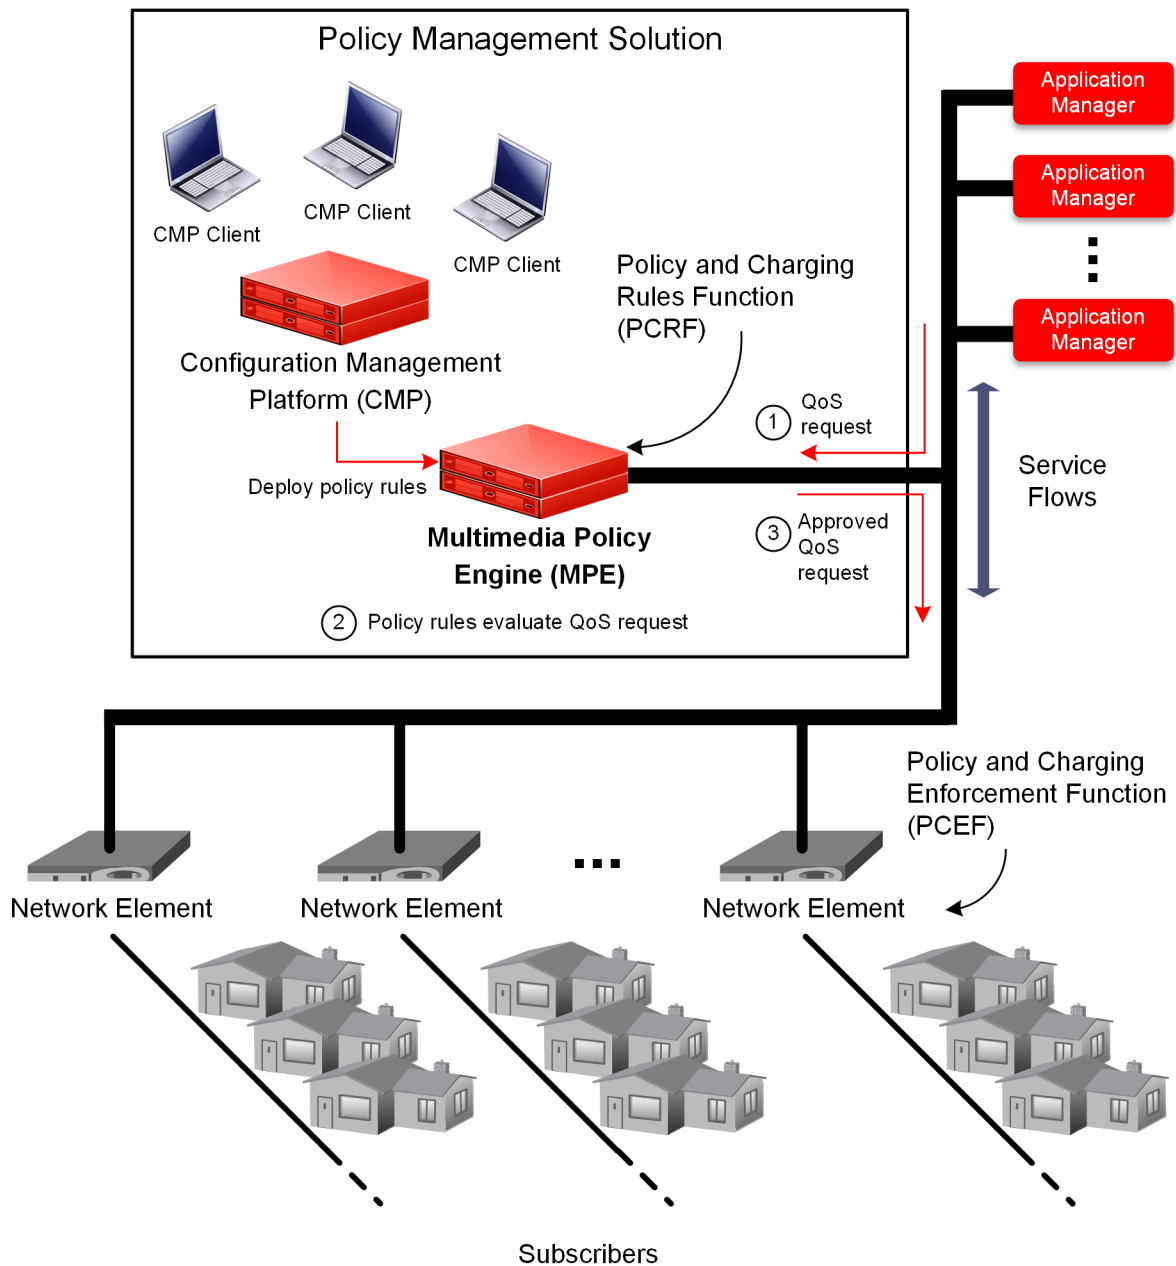 Policy Management Solution
Application
Manager
Application
Manager
Application
Manager
CMP Client
CMP Client
CMP Client
Policy and Charging
Rules Function
(PCRF)
Configuration Management
Platform (CMP)
1
QoS
request
Service
Flows
Deploy policy rules
3
Approved
QoS
request
Multimedia Policy
Engine (MPE)
2 Policy rules evaluate QoS request
Policy and Charging
Enforcement Function
(PCEF)
Network Element
Network Element
Network Element
Subscribers